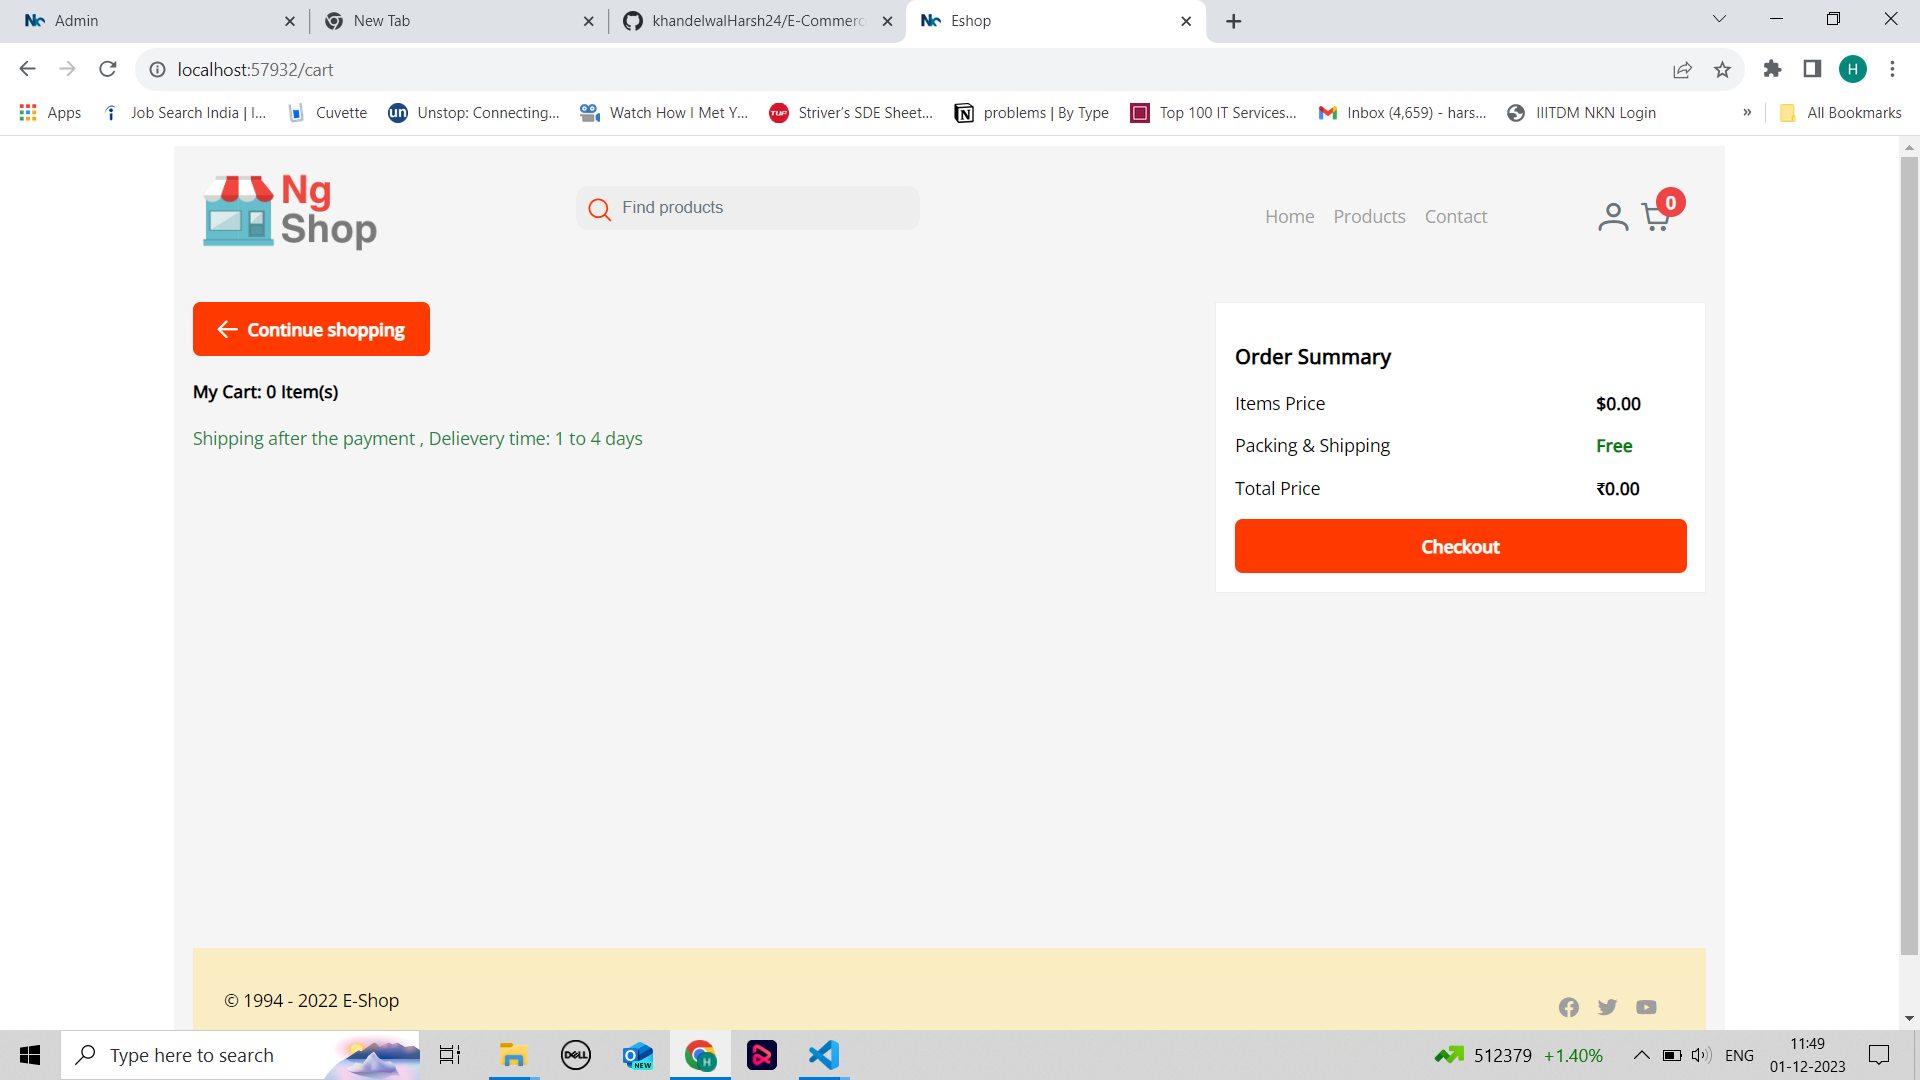 Admin
New Tab
khandelwalHarsh24/E-Commerc
Eshop
localhost:57932/cart
H
Apps
Job Search India | I...
Cuvette
un
Unstop: Connecting...
Watch How I Met Y...
TUF
Striver's SDE Sheet...
problems | By Type
Top 100 IT Services...
Inbox (4,659) - hars...
IIITDM NKN Login
»
All Bookmarks
Ng
Shop
Find products
Home
Products
Contact
0
Continue shopping
My Cart: 0 Item(s)
Shipping after the payment , Delievery time: 1 to 4 days
Order Summary
Items Price $0.00
Packing & Shipping Free
Total Price ₹0.00
Checkout
© 1994 - 2022 E-Shop
Type here to search
DELL
NEW
H
512379 +1.40%
ENG
11:49
01-12-2023